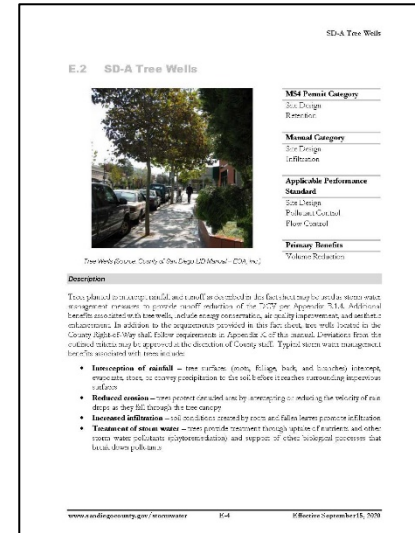 SD-A Tree Wells
E.2 SD-A Tree Wells
MS4 Permit Category
Site Design
Retention
Manual Category
Site Design
Infiltration
Applicable Performance
Standard
Site Design
Pollutant Control
Flow Control
Primary Benefits
Volume Reduction
Tree Wells (Source: County of San Diego LID Manual – EOA, Inc.)
Description
Trees planted to intercept rainfall and runoff as described in this fact sheet may be used as storm water
management measures to provide runoff reduction of the DCV per Appendix B.1.4. Additional
benefits associated with tree wells, include energy conservation, air quality improvement, and aesthetic
enhancement. In addition to the requirements provided in this fact sheet, tree wells located in the
County Right-of-Way shall follow requirements in Appendix K of this manual. Deviations from the
outlined criteria may be approved at the discretion of County staff. Typical storm water management
benefits associated with trees include:
• Interception of rainfall – tree surfaces (roots, foliage, bark, and branches) intercept,
evaporate, store, or convey precipitation to the soil before it reaches surrounding impervious
surfaces
• Reduced erosion – trees protect denuded area by intercepting or reducing the velocity of rain
drops as they fall through the tree canopy
• Increased infiltration – soil conditions created by roots and fallen leaves promote infiltration
• Treatment of storm water – trees provide treatment through uptake of nutrients and other
storm water pollutants (phytoremediation) and support of other biological processes that
break down pollutants
www.sandiegocounty.gov/stormwater E-4 Effective September 15, 2020